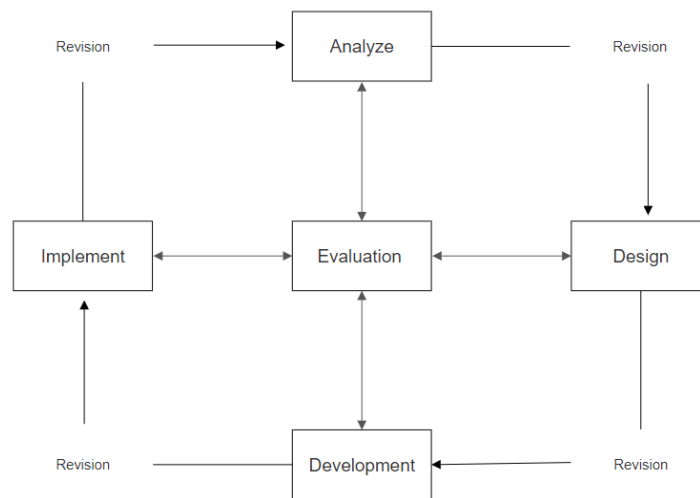 Revision
Analyze
Revision
Implement
Evaluation
Design
Revision
Development
Revision